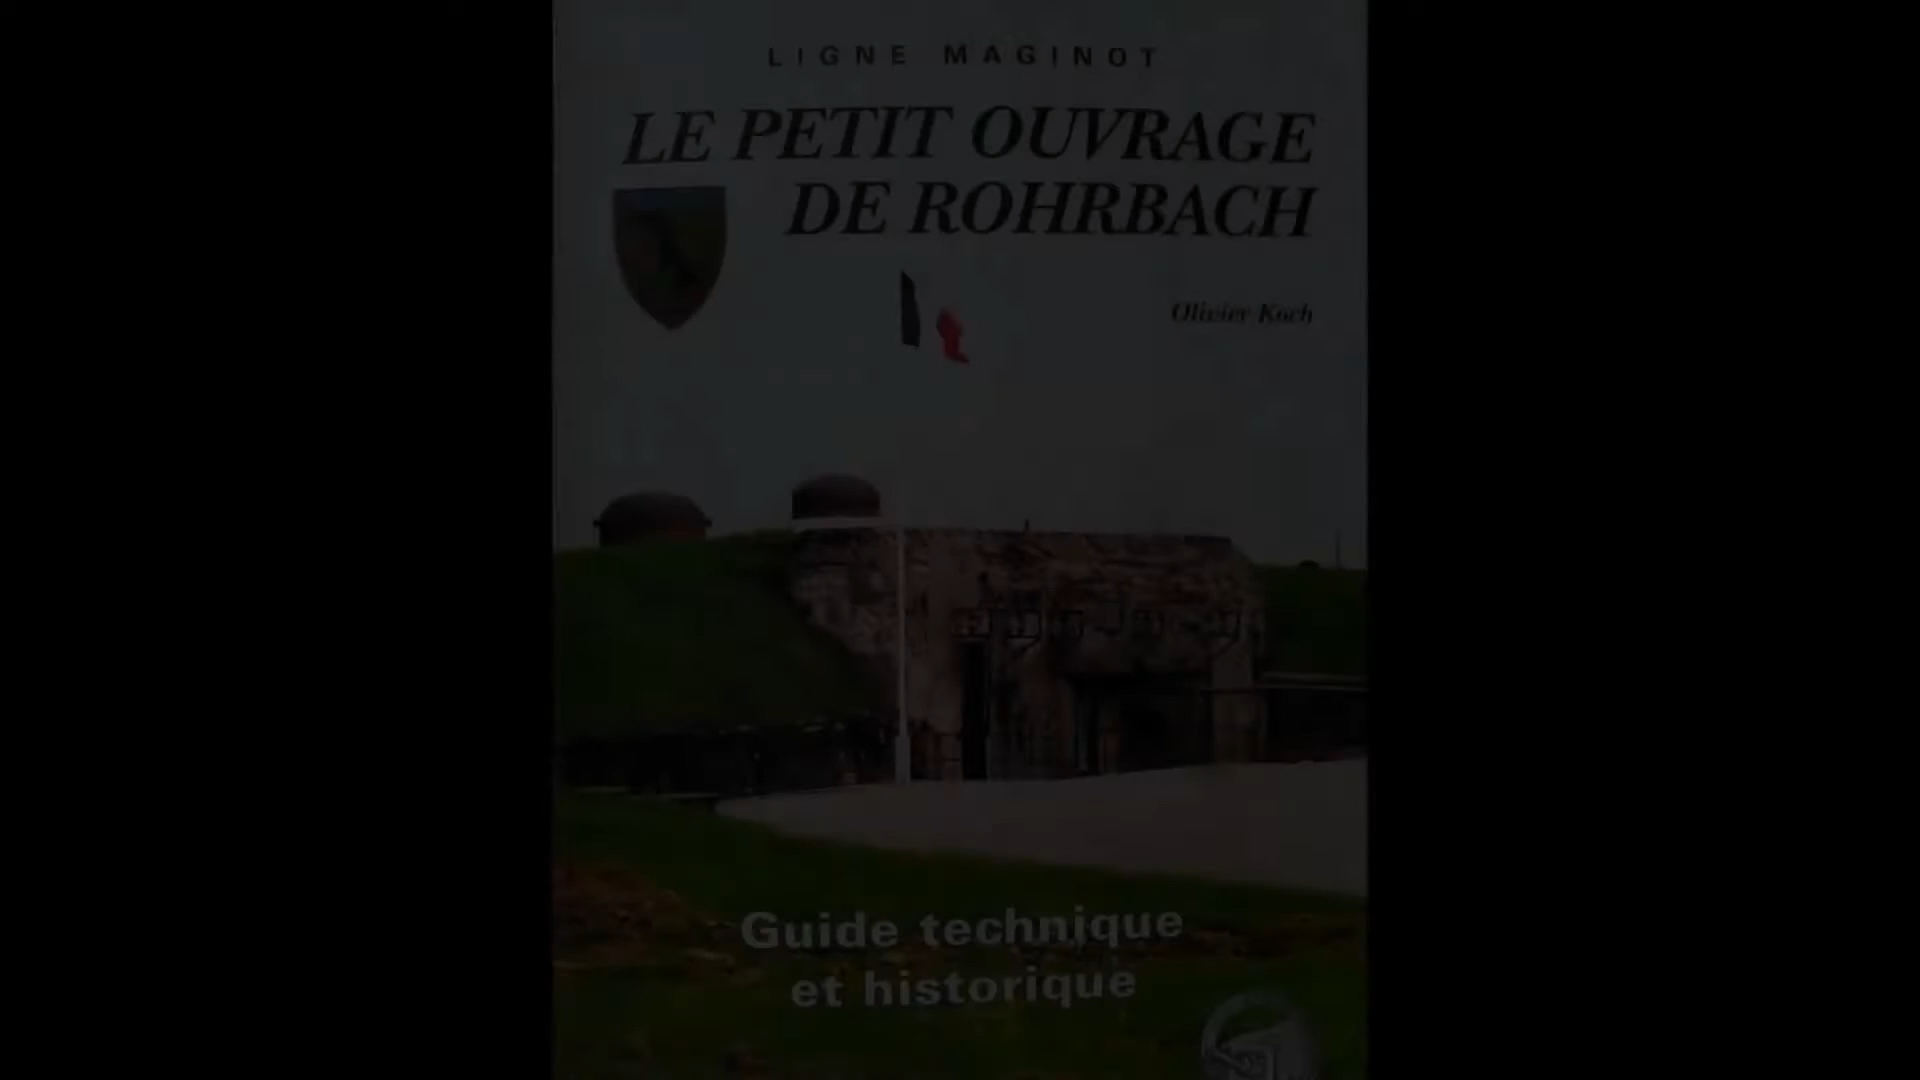 LIGNE MAGINOT
LE PETIT OUVRAGE
DE ROHRBACH
Olivier Koch
Guide technique
et historique